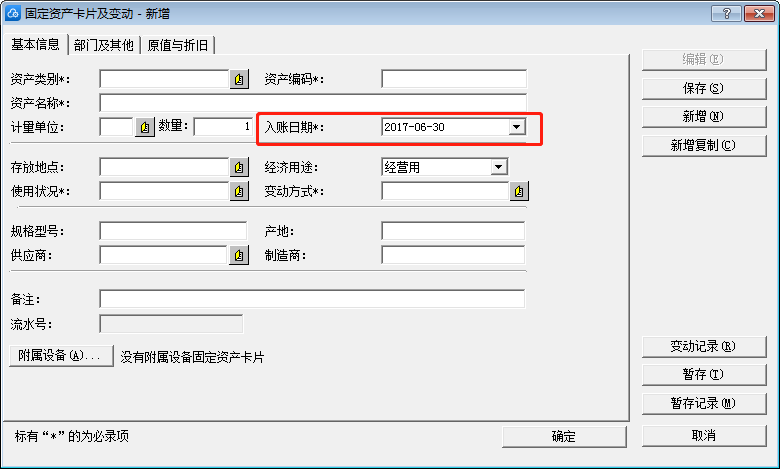 固定资产卡片及变动 - 新增
基本信息 部门及其他 原值与折旧
资产类别*: 资产编码*:
资产名称*:
计量单位: 数量: 1 入账日期*: 2017-06-30
存放地点: 经济用途: 经营用
使用状况*: 变动方式*:
规格型号: 产地:
供应商: 制造商:
备注:
流水号:
附属设备(A)... 没有附属设备固定资产卡片
标有“*”的为必录项
确定
编辑(E)
保存(S)
新增(N)
新增复制(C)
变动记录(R)
暂存(T)
暂存记录(M)
取消